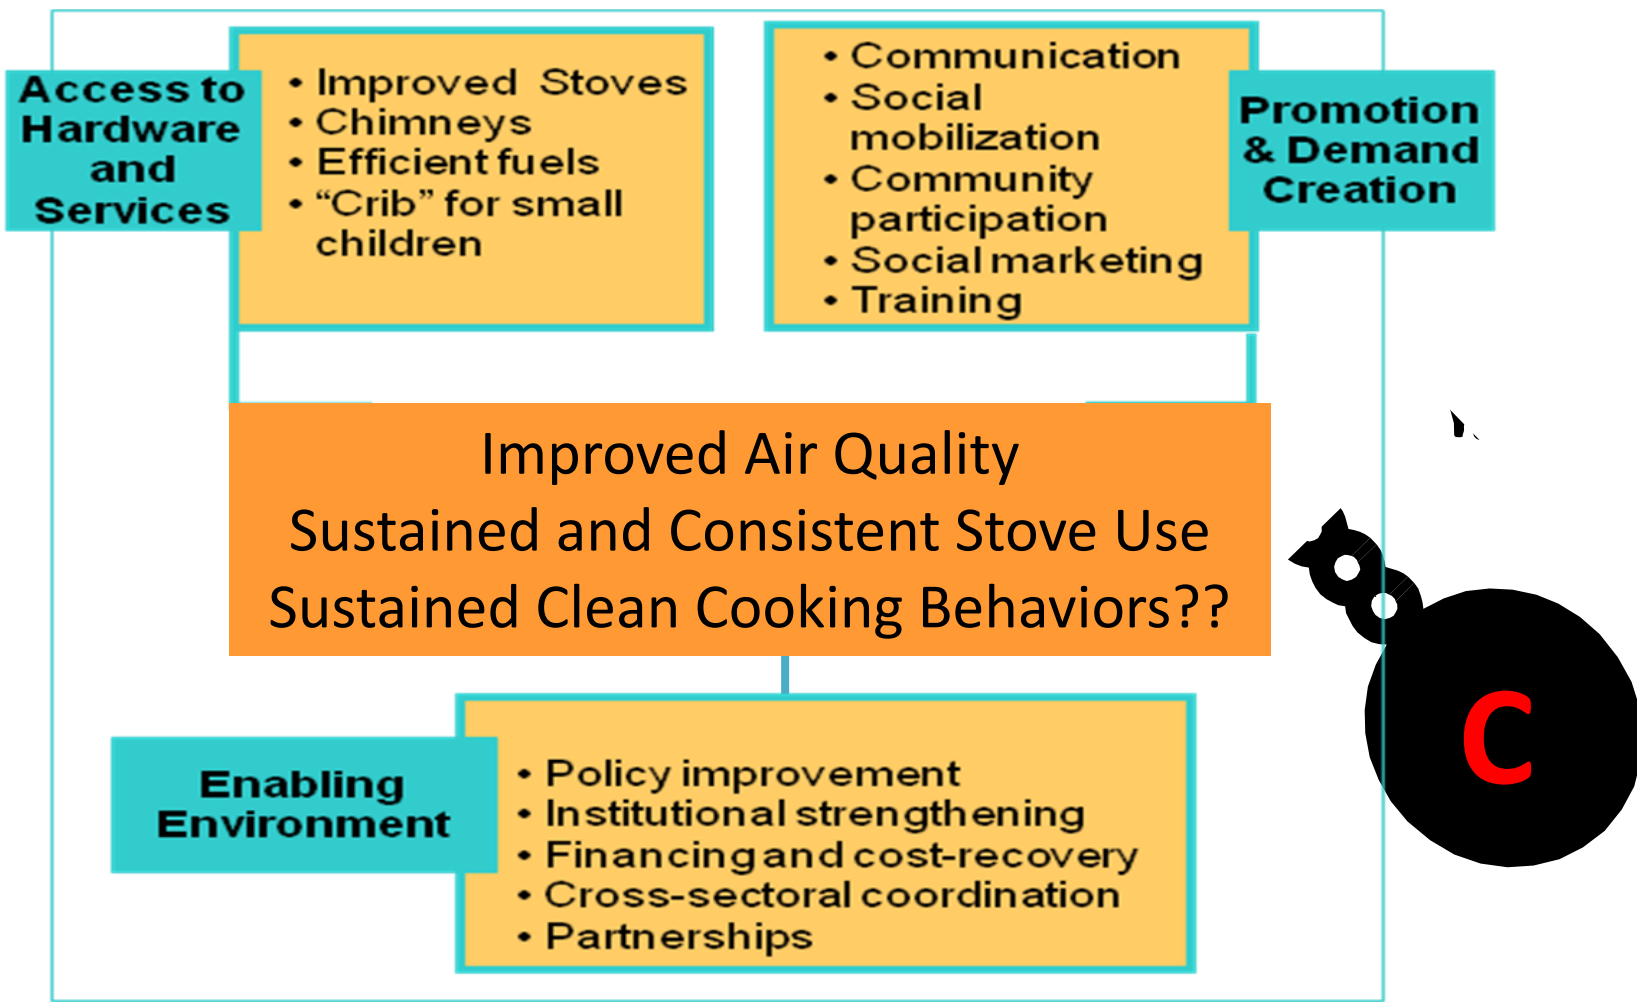 Access to
Hardware
and
Services
• Improved Stoves
• Chimneys
• Efficient fuels
• “Crib” for small
children
• Communication
• Social
mobilization
• Community
participation
• Social marketing
• Training
Promotion
& Demand
Creation
Improved Air Quality
Sustained and Consistent Stove Use
Sustained Clean Cooking Behaviors??
C
Enabling
Environment
• Policy improvement
• Institutional strengthening
• Financing and cost-recovery
• Cross-sectoral coordination
• Partnerships